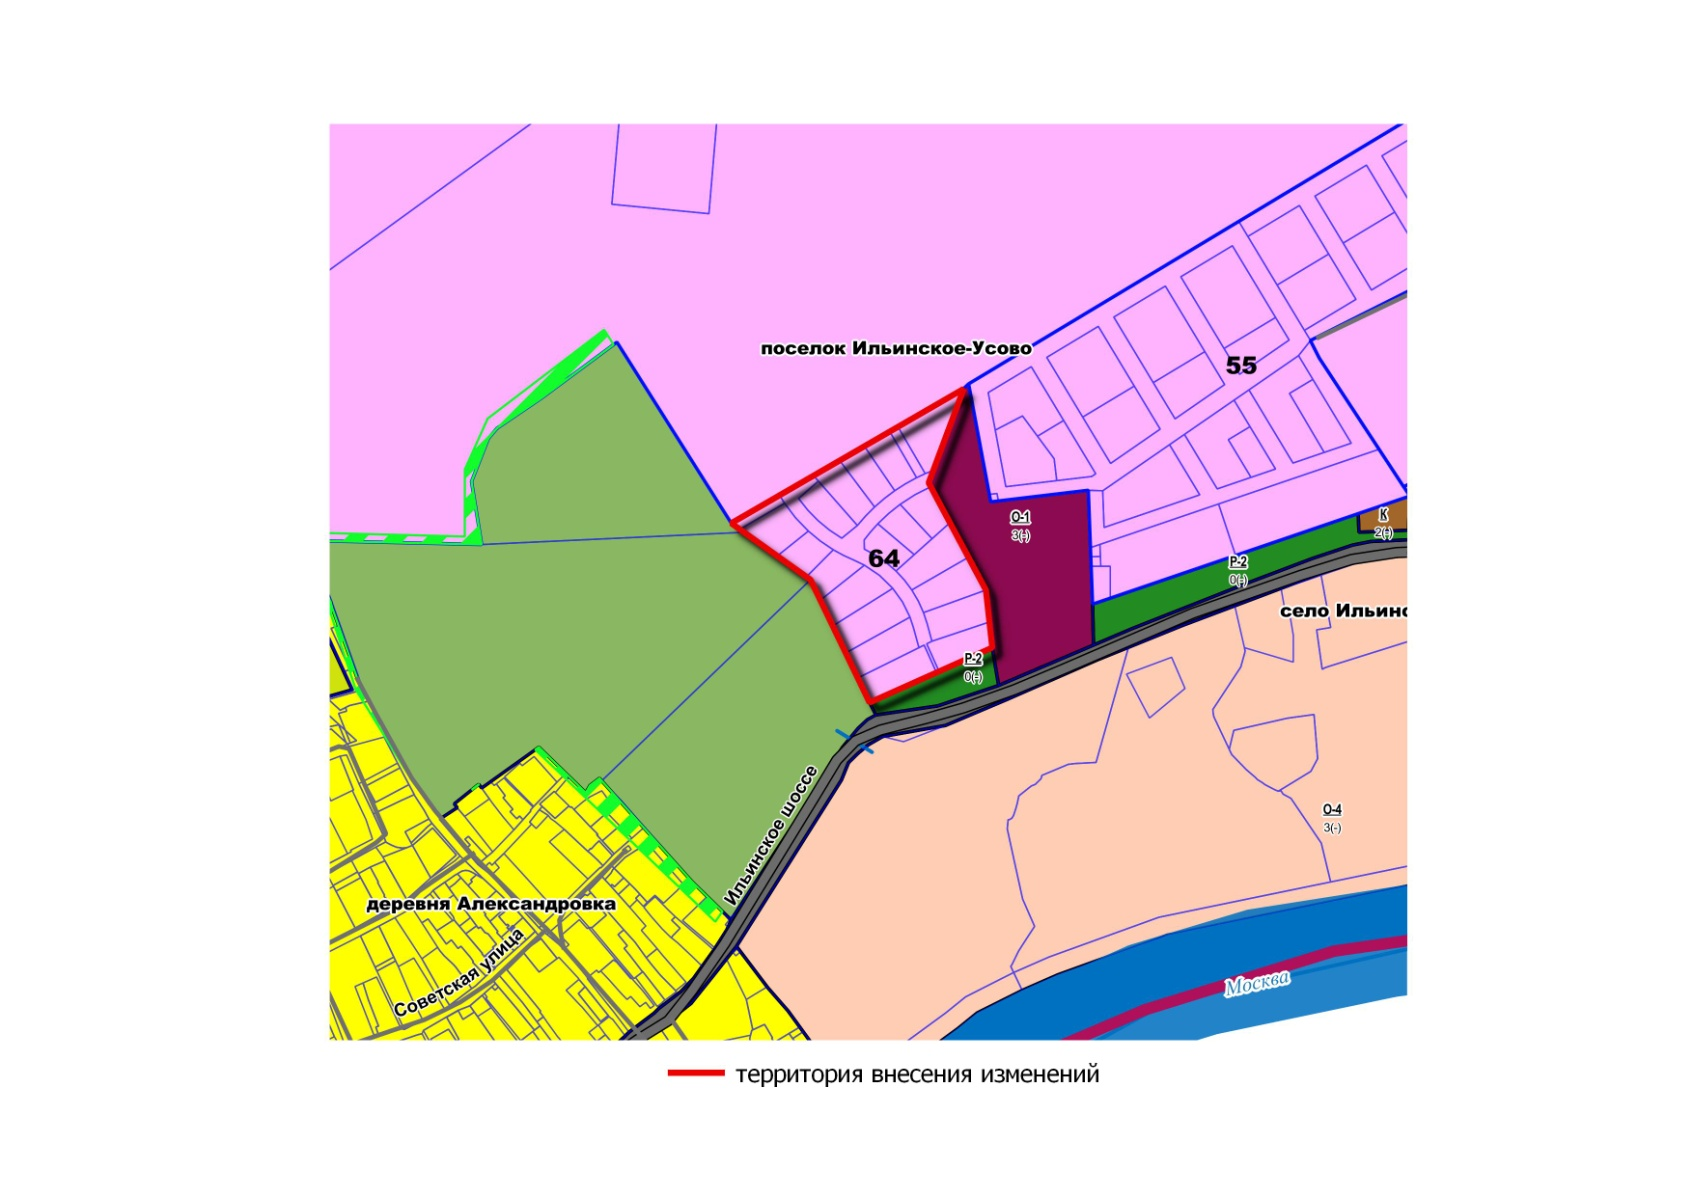 поселок Ильинское-Усово
55
О-1
3(-)
К
2(-)
64
Р-2
0(-)
село Ильинс
Р-2
0(-)
Ильинское шоссе
О-4
3(-)
деревня Александровка
Советская улица
Москва
территория внесения изменений